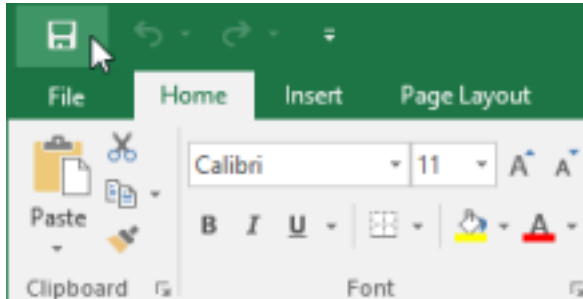 File Home Insert Page Layout
Calibri 11 A A
Paste B I U A
Clipboard Font